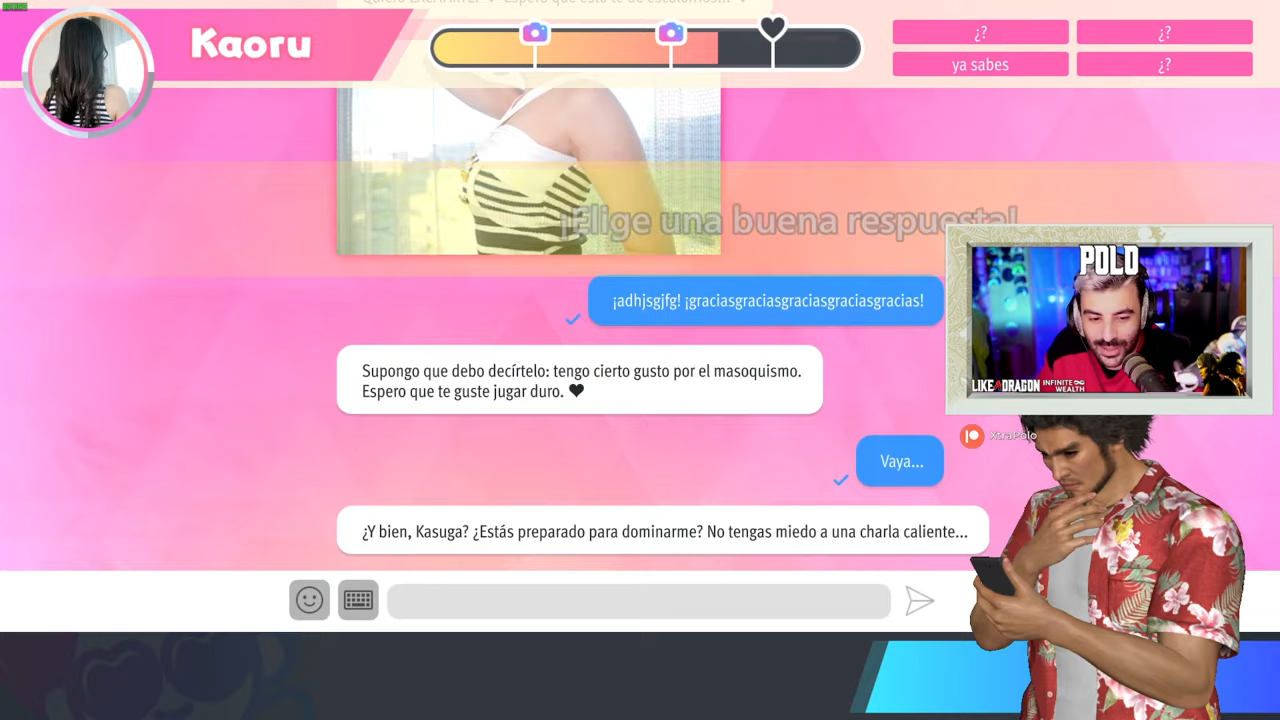 Kaoru
¿?
¿?
ya sabes
¿?
¡Elige una buena respuesta!
¡adhjsgjfg! ¡graciasgraciasgraciasgraciasgracias!
POLO
LIKE A DRAGON INFINITE WEALTH
Supongo que debo decírtelo: tengo cierto gusto por el masoquismo.
Espero que te guste jugar duro. ♥
XtraPolo
Vaya...
¿Y bien, Kasuga? ¿Estás preparado para dominarme? No tengas miedo a una charla caliente...